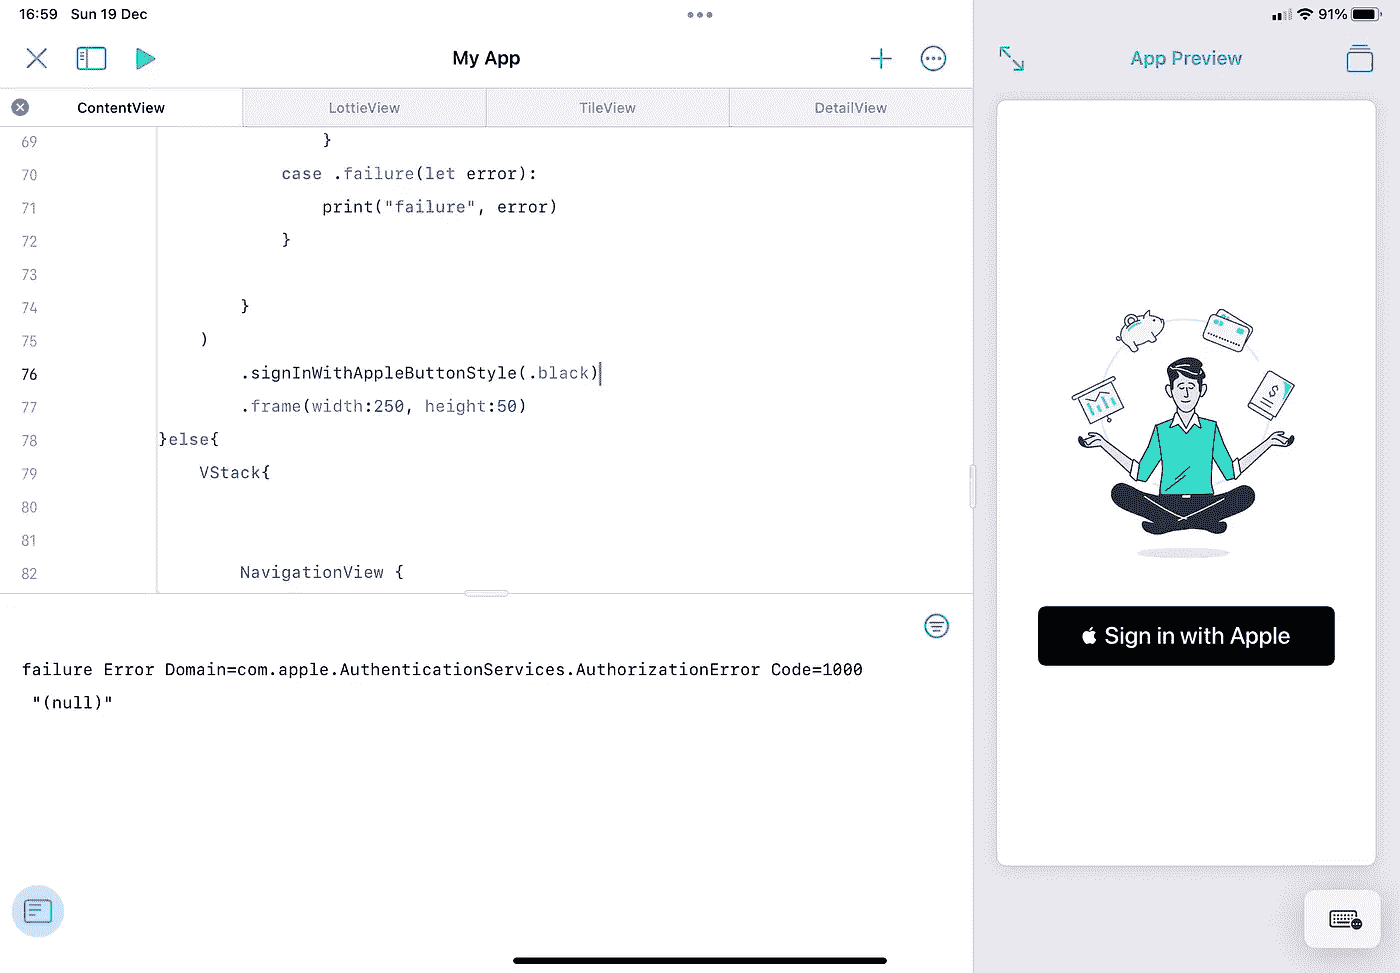 16:59 Sun 19 Dec
91%
My App
App Preview
ContentView
LottieView
TileView
DetailView
69 }
70 case .failure(let error):
71 print("failure", error)
72 }
73
74 }
75 )
76 .signInWithAppleButtonStyle(.black)
77 .frame(width:250, height:50)
78 }else{
79 VStack{
80
81
82 NavigationView {
$
Sign in with Apple
failure Error Domain=com.apple.AuthenticationServices.AuthorizationError Code=1000
"(null)"